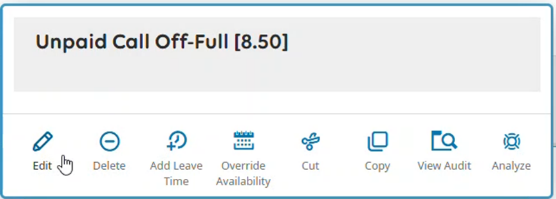 Unpaid Call Off-Full [8.50]
Edit
Delete
Add Leave
Time
Override
Availability
Cut
Copy
View Audit
Analyze